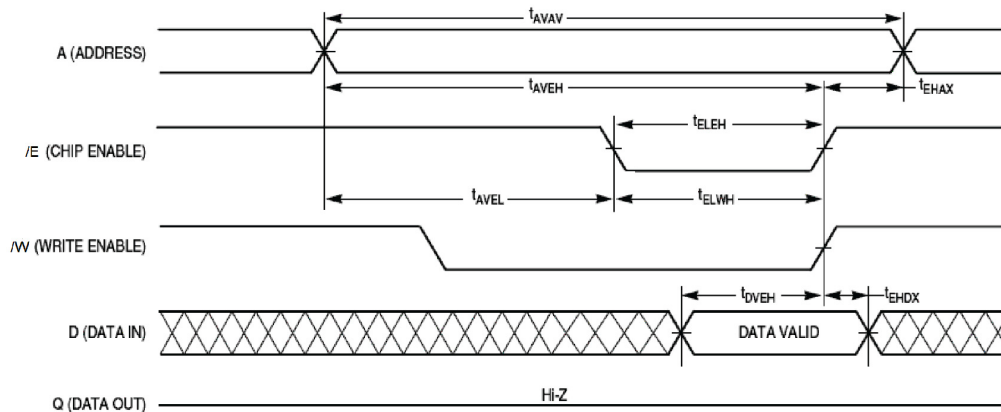 tAVAV
A (ADDRESS)
tAVEH
tEHAX
tELEH
/E (CHIP ENABLE)
tAVEL
tELWH
/W (WRITE ENABLE)
tDVEH
tEHDX
D (DATA IN)
DATA VALID
Hi-Z
Q (DATA OUT)